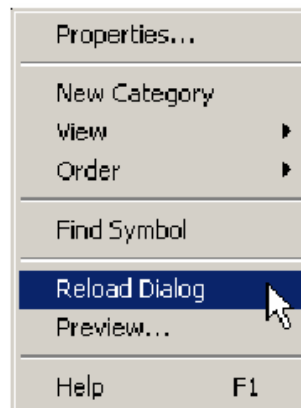 Properties...
New Category
View
Order
Find Symbol
Reload Dialog
Preview...
Help F1